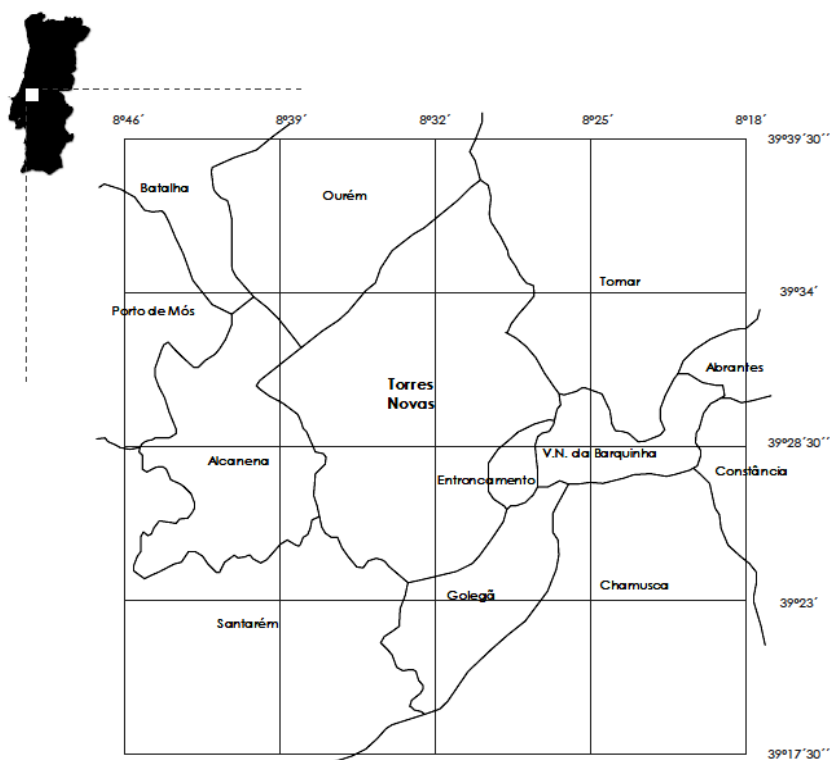 8º46´ 8º39´ 8º32´ 8º25´ 8º18´
39º39´30´´
Batalha
Ourém
Tomar
39º34´
Porto de Mós
Abrantes
Torres
Novas
39º28´30´´
V.N. da Barquinha
Alcanena
Constância
Entroncamento
Chamusca
Golegã
39º23´
Santarém
39º17´30´´